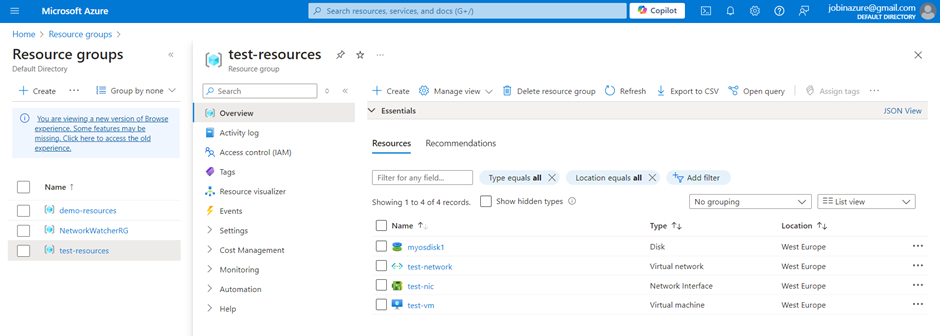 Microsoft Azure
Search resources, services, and docs (G+/)
Copilot
jobinazure@gmail.com
DEFAULT DIRECTORY
Home > Resource groups >
Resource groups
Default Directory
+ Create ... Group by none ...
You are viewing a new version of Browse
experience. Some features may be
missing. Click here to access the old
experience.
Name ↑
demo-resources
NetworkWatcherRG
test-resources
test-resources
Resource group
Search
Overview
Activity log
Access control (IAM)
Tags
Resource visualizer
Events
Settings
Cost Management
Monitoring
Automation
Help
+ Create Manage view Delete resource group Refresh Export to CSV Open query Assign tags ...
Essentials
JSON View
Resources Recommendations
Filter for any field...
Type equals all
Location equals all
Add filter
Showing 1 to 4 of 4 records.
Show hidden types
No grouping
List view
Name ↑↓ Type ↑↓ Location ↑↓
myosdisk1 Disk West Europe ...
test-network Virtual network West Europe ...
test-nic Network Interface West Europe ...
test-vm Virtual machine West Europe ...